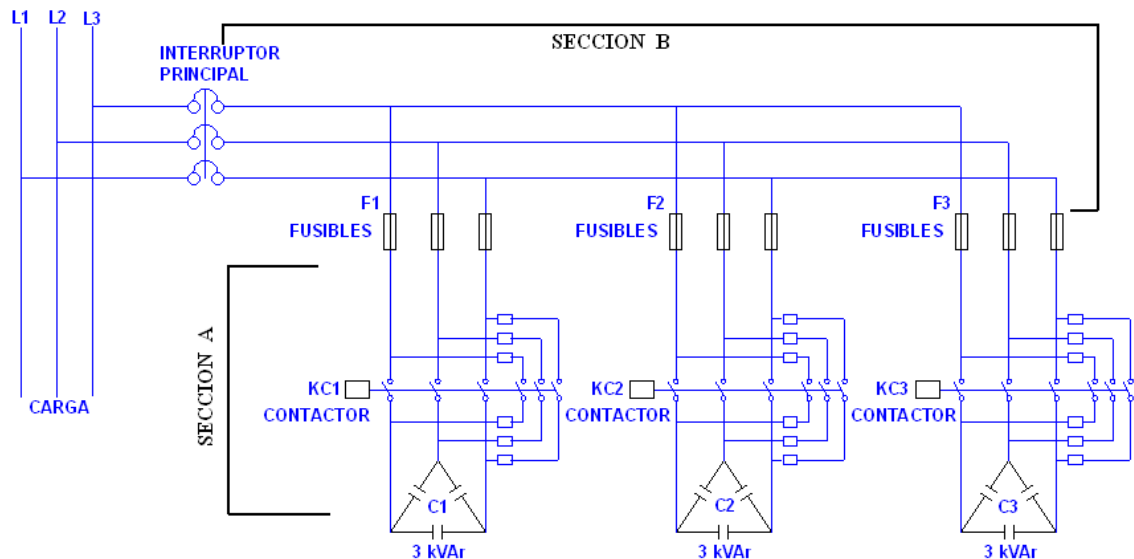 L1 L2 L3
SECCION B
INTERRUPTOR
PRINCIPAL
F1
FUSIBLES
F2
FUSIBLES
F3
FUSIBLES
SECCION A
KC1
CONTACTOR
KC2
CONTACTOR
KC3
CONTACTOR
CARGA
C1
C2
C3
3 kVAr
3 kVAr
3 kVAr